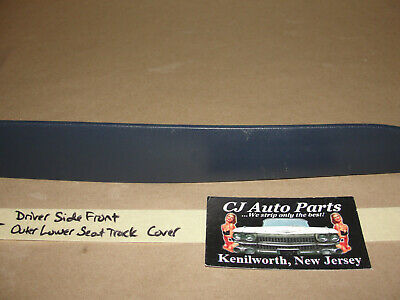 Driver Side Front
Outer Lower Seat Track Cover
CJ Auto Parts
...We strip only the best!
Kenilworth, New Jersey